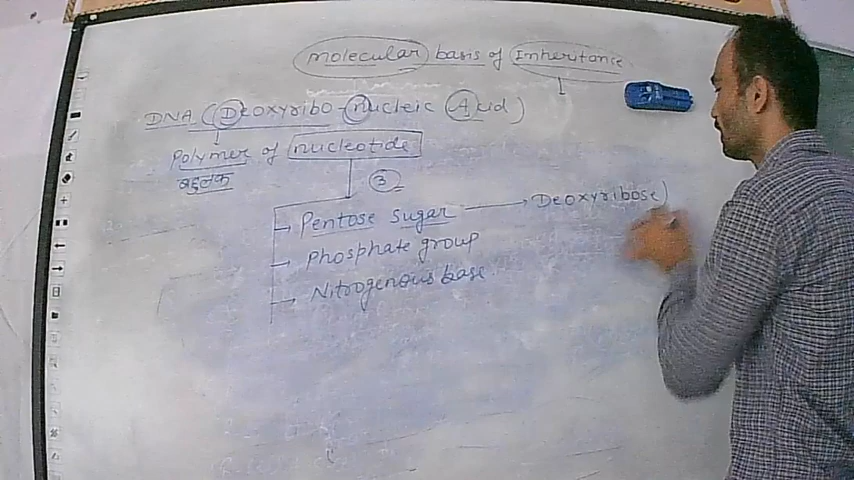 molecular basis of Inheritance
DNA (Deoxyribo-nucleic Acid)
Polymer of nucleotide
बहुलक
3
Pentose sugar → Deoxyribose)
Phosphate group
Nitrogenous base